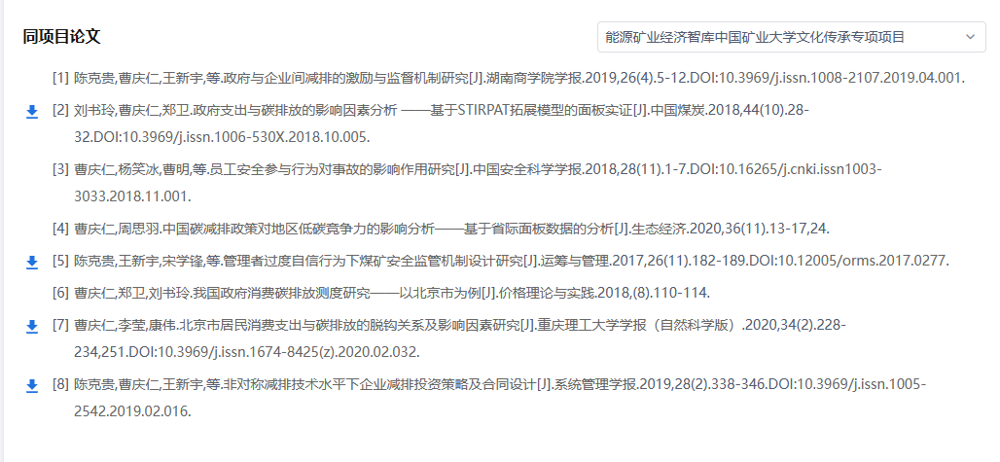 同项目论文
能源矿业经济智库中国矿业大学文化传承专项项目
[1] 陈克贵,曹庆仁,王新宇,等.政府与企业间减排的激励与监督机制研究[J].湖南商学院学报.2019,26(4).5-12.DOI:10.3969/j.issn.1008-2107.2019.04.001.
[2] 刘书玲,曹庆仁,郑卫.政府支出与碳排放的影响因素分析 ——基于STIRPAT拓展模型的面板实证[J].中国煤炭.2018,44(10).28-
32.DOI:10.3969/j.issn.1006-530X.2018.10.005.
[3] 曹庆仁,杨笑冰,曹明,等.员工安全参与行为对事故的影响作用研究[J].中国安全科学学报.2018,28(11).1-7.DOI:10.16265/j.cnki.issn1003-
3033.2018.11.001.
[4] 曹庆仁,周思羽.中国碳减排政策对地区低碳竞争力的影响分析——基于省际面板数据的分析[J].生态经济.2020,36(11).13-17,24.
[5] 陈克贵,王新宇,宋学锋,等.管理者过度自信行为下煤矿安全监管机制设计研究[J].运筹与管理.2017,26(11).182-189.DOI:10.12005/orms.2017.0277.
[6] 曹庆仁,郑卫,刘书玲.我国政府消费碳排放测度研究——以北京市为例[J].价格理论与实践.2018,(8).110-114.
[7] 曹庆仁,李莹,康伟.北京市居民消费支出与碳排放的脱钩关系及影响因素研究[J].重庆理工大学学报（自然科学版）.2020,34(2).228-
234,251.DOI:10.3969/j.issn.1674-8425(z).2020.02.032.
[8] 陈克贵,曹庆仁,王新宇,等.非对称减排技术水平下企业减排投资策略及合同设计[J].系统管理学报.2019,28(2).338-346.DOI:10.3969/j.issn.1005-
2542.2019.02.016.